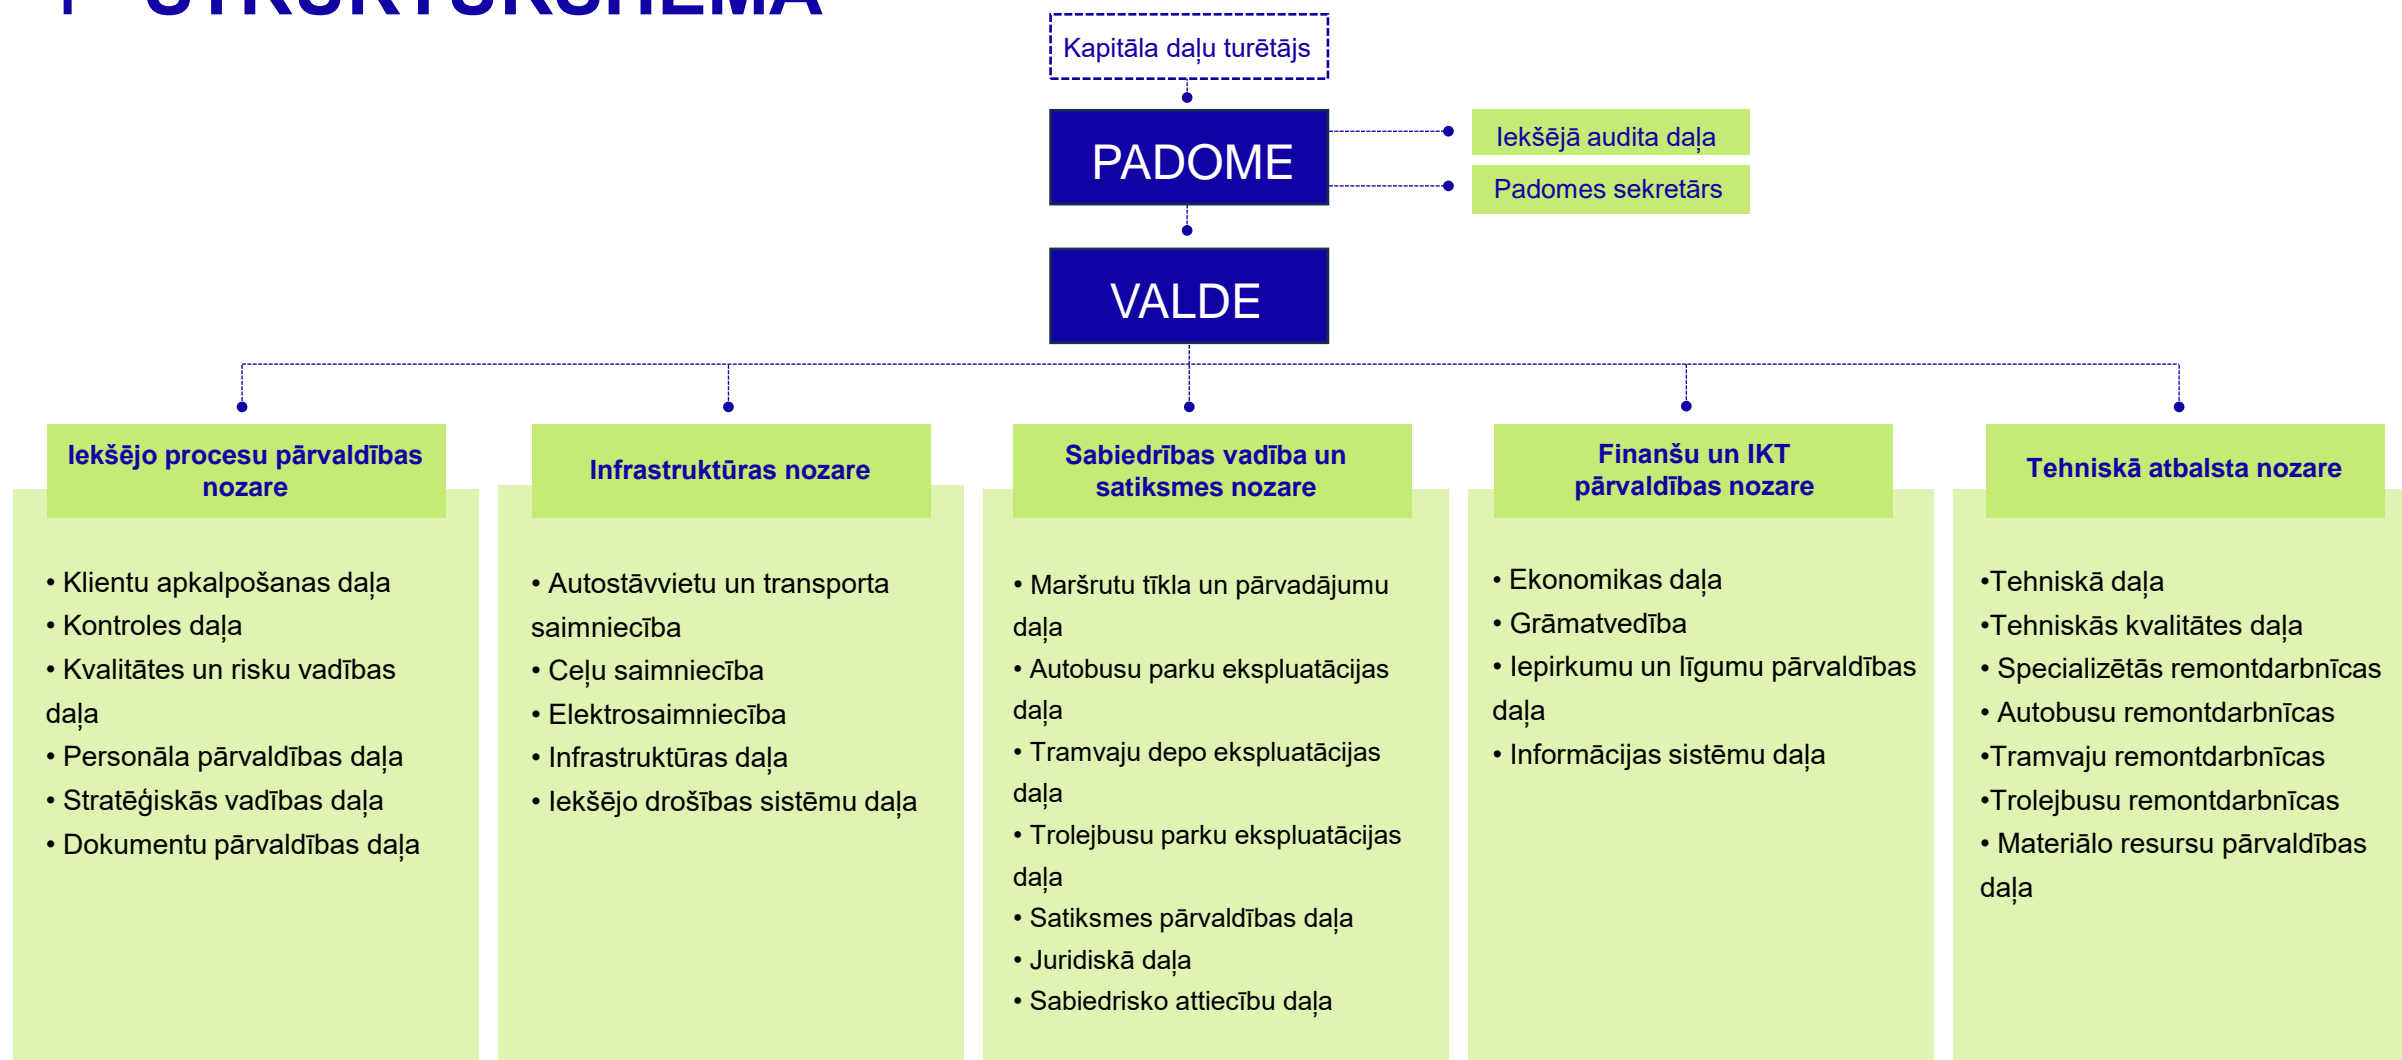 STRUKTŪRSHĒMA
Kapitāla daļu turētājs
PADOME
Iekšējā audita daļa
Padomes sekretārs
VALDE
Iekšējo procesu pārvaldības
nozare
• Klientu apkalpošanas daļa
• Kontroles daļa
• Kvalitātes un risku vadības
daļa
• Personāla pārvaldības daļa
• Stratēģiskās vadības daļa
• Dokumentu pārvaldības daļa
Infrastruktūras nozare
• Autostāvvietu un transporta
saimniecība
• Ceļu saimniecība
• Elektrosaimniecība
• Infrastruktūras daļa
• Iekšējo drošības sistēmu daļa
Sabiedrības vadība un
satiksmes nozare
• Maršrutu tīkla un pārvadājumu
daļa
• Autobusu parku ekspluatācijas
daļa
• Tramvaju depo ekspluatācijas
daļa
• Trolejbusu parku ekspluatācijas
daļa
• Satiksmes pārvaldības daļa
• Juridiskā daļa
• Sabiedrisko attiecību daļa
Finanšu un IKT
pārvaldības nozare
• Ekonomikas daļa
• Grāmatvedība
• Iepirkumu un līgumu pārvaldības
daļa
• Informācijas sistēmu daļa
Tehniskā atbalsta nozare
•Tehniskā daļa
•Tehniskās kvalitātes daļa
• Specializētās remontdarbnīcas
• Autobusu remontdarbnīcas
•Tramvaju remontdarbnīcas
•Trolejbusu remontdarbnīcas
• Materiālo resursu pārvaldības
daļa